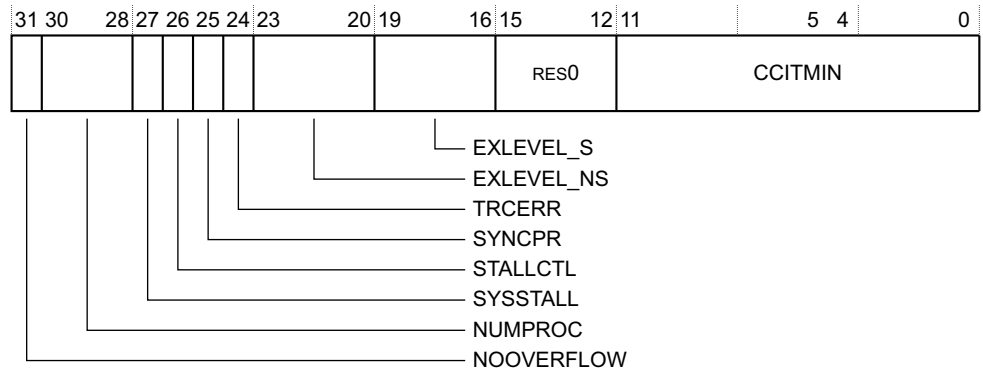 31 30 28 27 26 25 24 23 20 19 16 15 12 11 5 4 0
RES0 CCITMIN
EXLEVEL_S
EXLEVEL_NS
TRCERR
SYNCPR
STALLCTL
SYSSTALL
NUMPROC
NOOVERFLOW